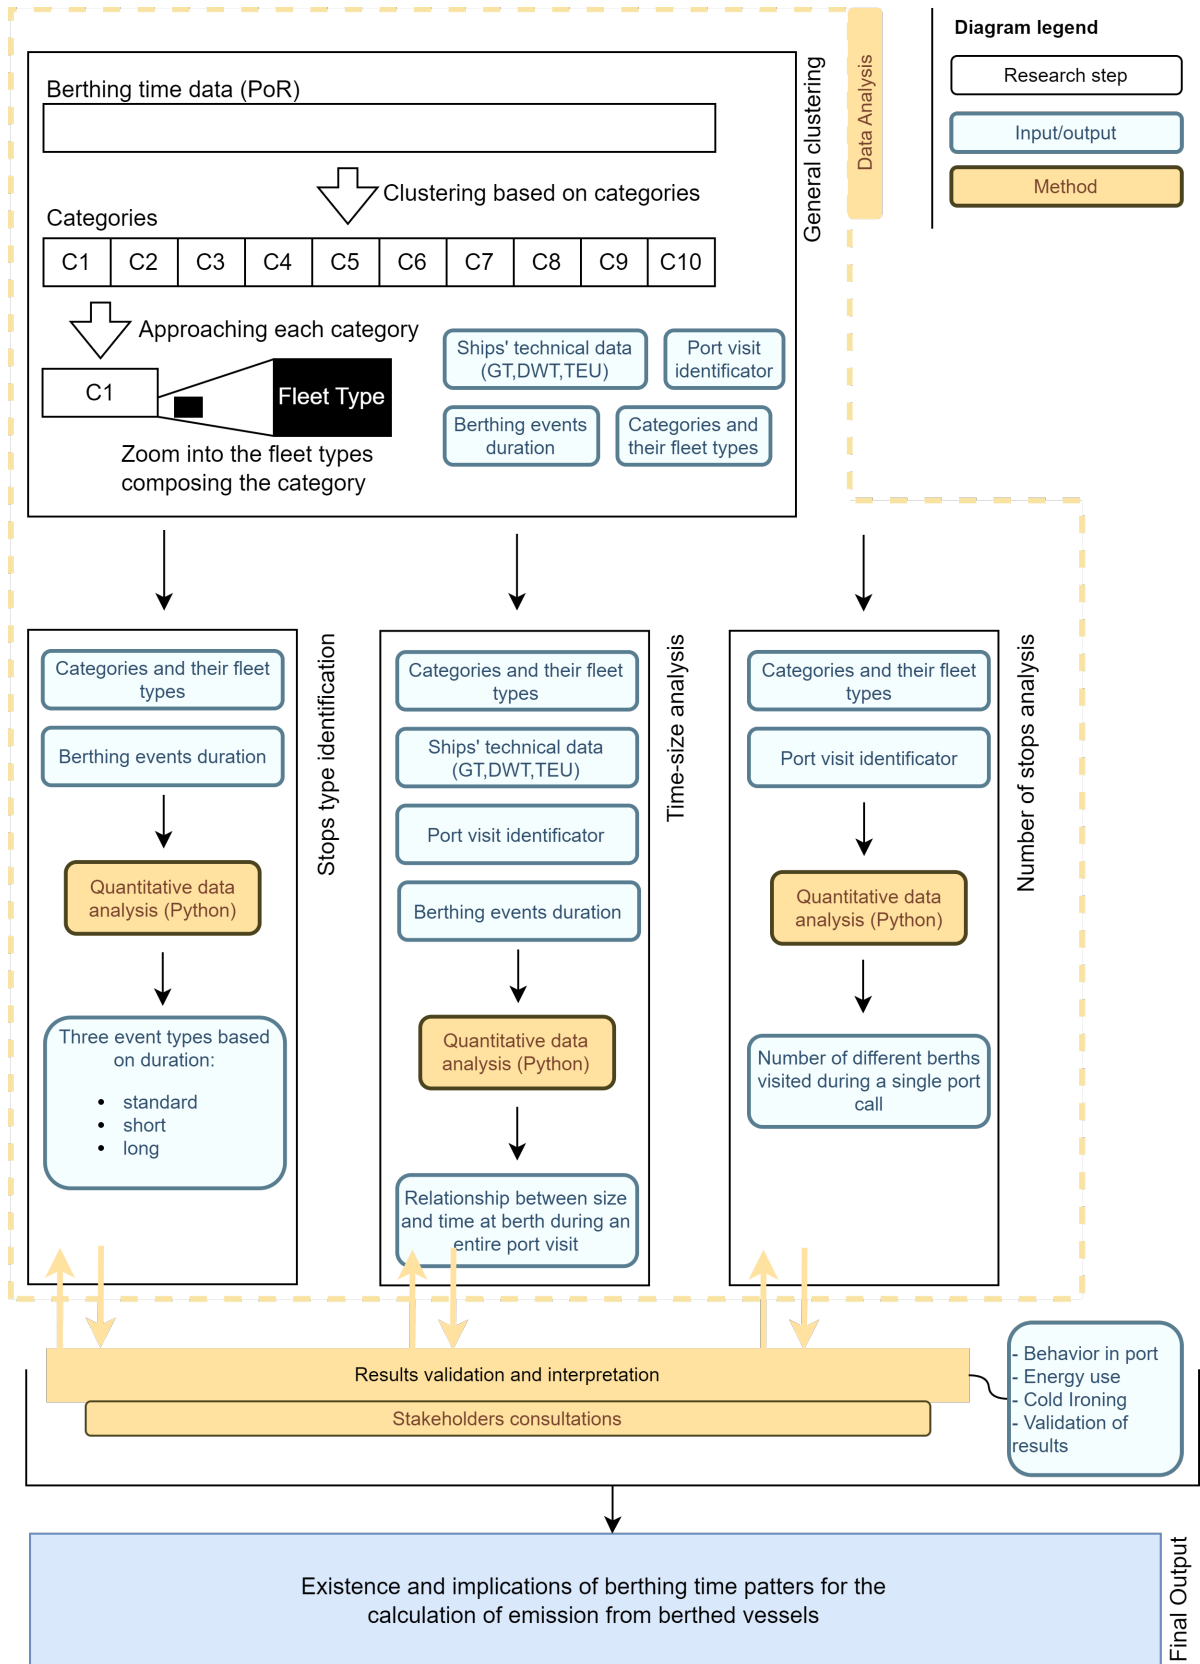 Diagram legend
Research step
Input/output
Method
Data Analysis
General clustering
Berthing time data (PoR)
Clustering based on categories
Categories
C1 C2 C3 C4 C5 C6 C7 C8 C9 C10
Approaching each category
C1
Fleet Type
Zoom into the fleet types
composing the category
Ships' technical data
(GT,DWT,TEU)
Port visit
identificator
Berthing events
duration
Categories and
their fleet types
Stops type identification
Categories and their fleet
types
Berthing events duration
Quantitative data
analysis (Python)
Three event types based
on duration:
• standard
• short
• long
Time-size analysis
Categories and their fleet
types
Ships' technical data
(GT,DWT,TEU)
Port visit identificator
Berthing events duration
Quantitative data
analysis (Python)
Relationship between size
and time at berth during an
entire port visit
Number of stops analysis
Categories and their fleet
types
Port visit identificator
Quantitative data
analysis (Python)
Number of different berths
visited during a single port
call
Results validation and interpretation
Stakeholders consultations
- Behavior in port
- Energy use
- Cold Ironing
- Validation of
results
Existence and implications of berthing time patters for the
calculation of emission from berthed vessels
Final Output